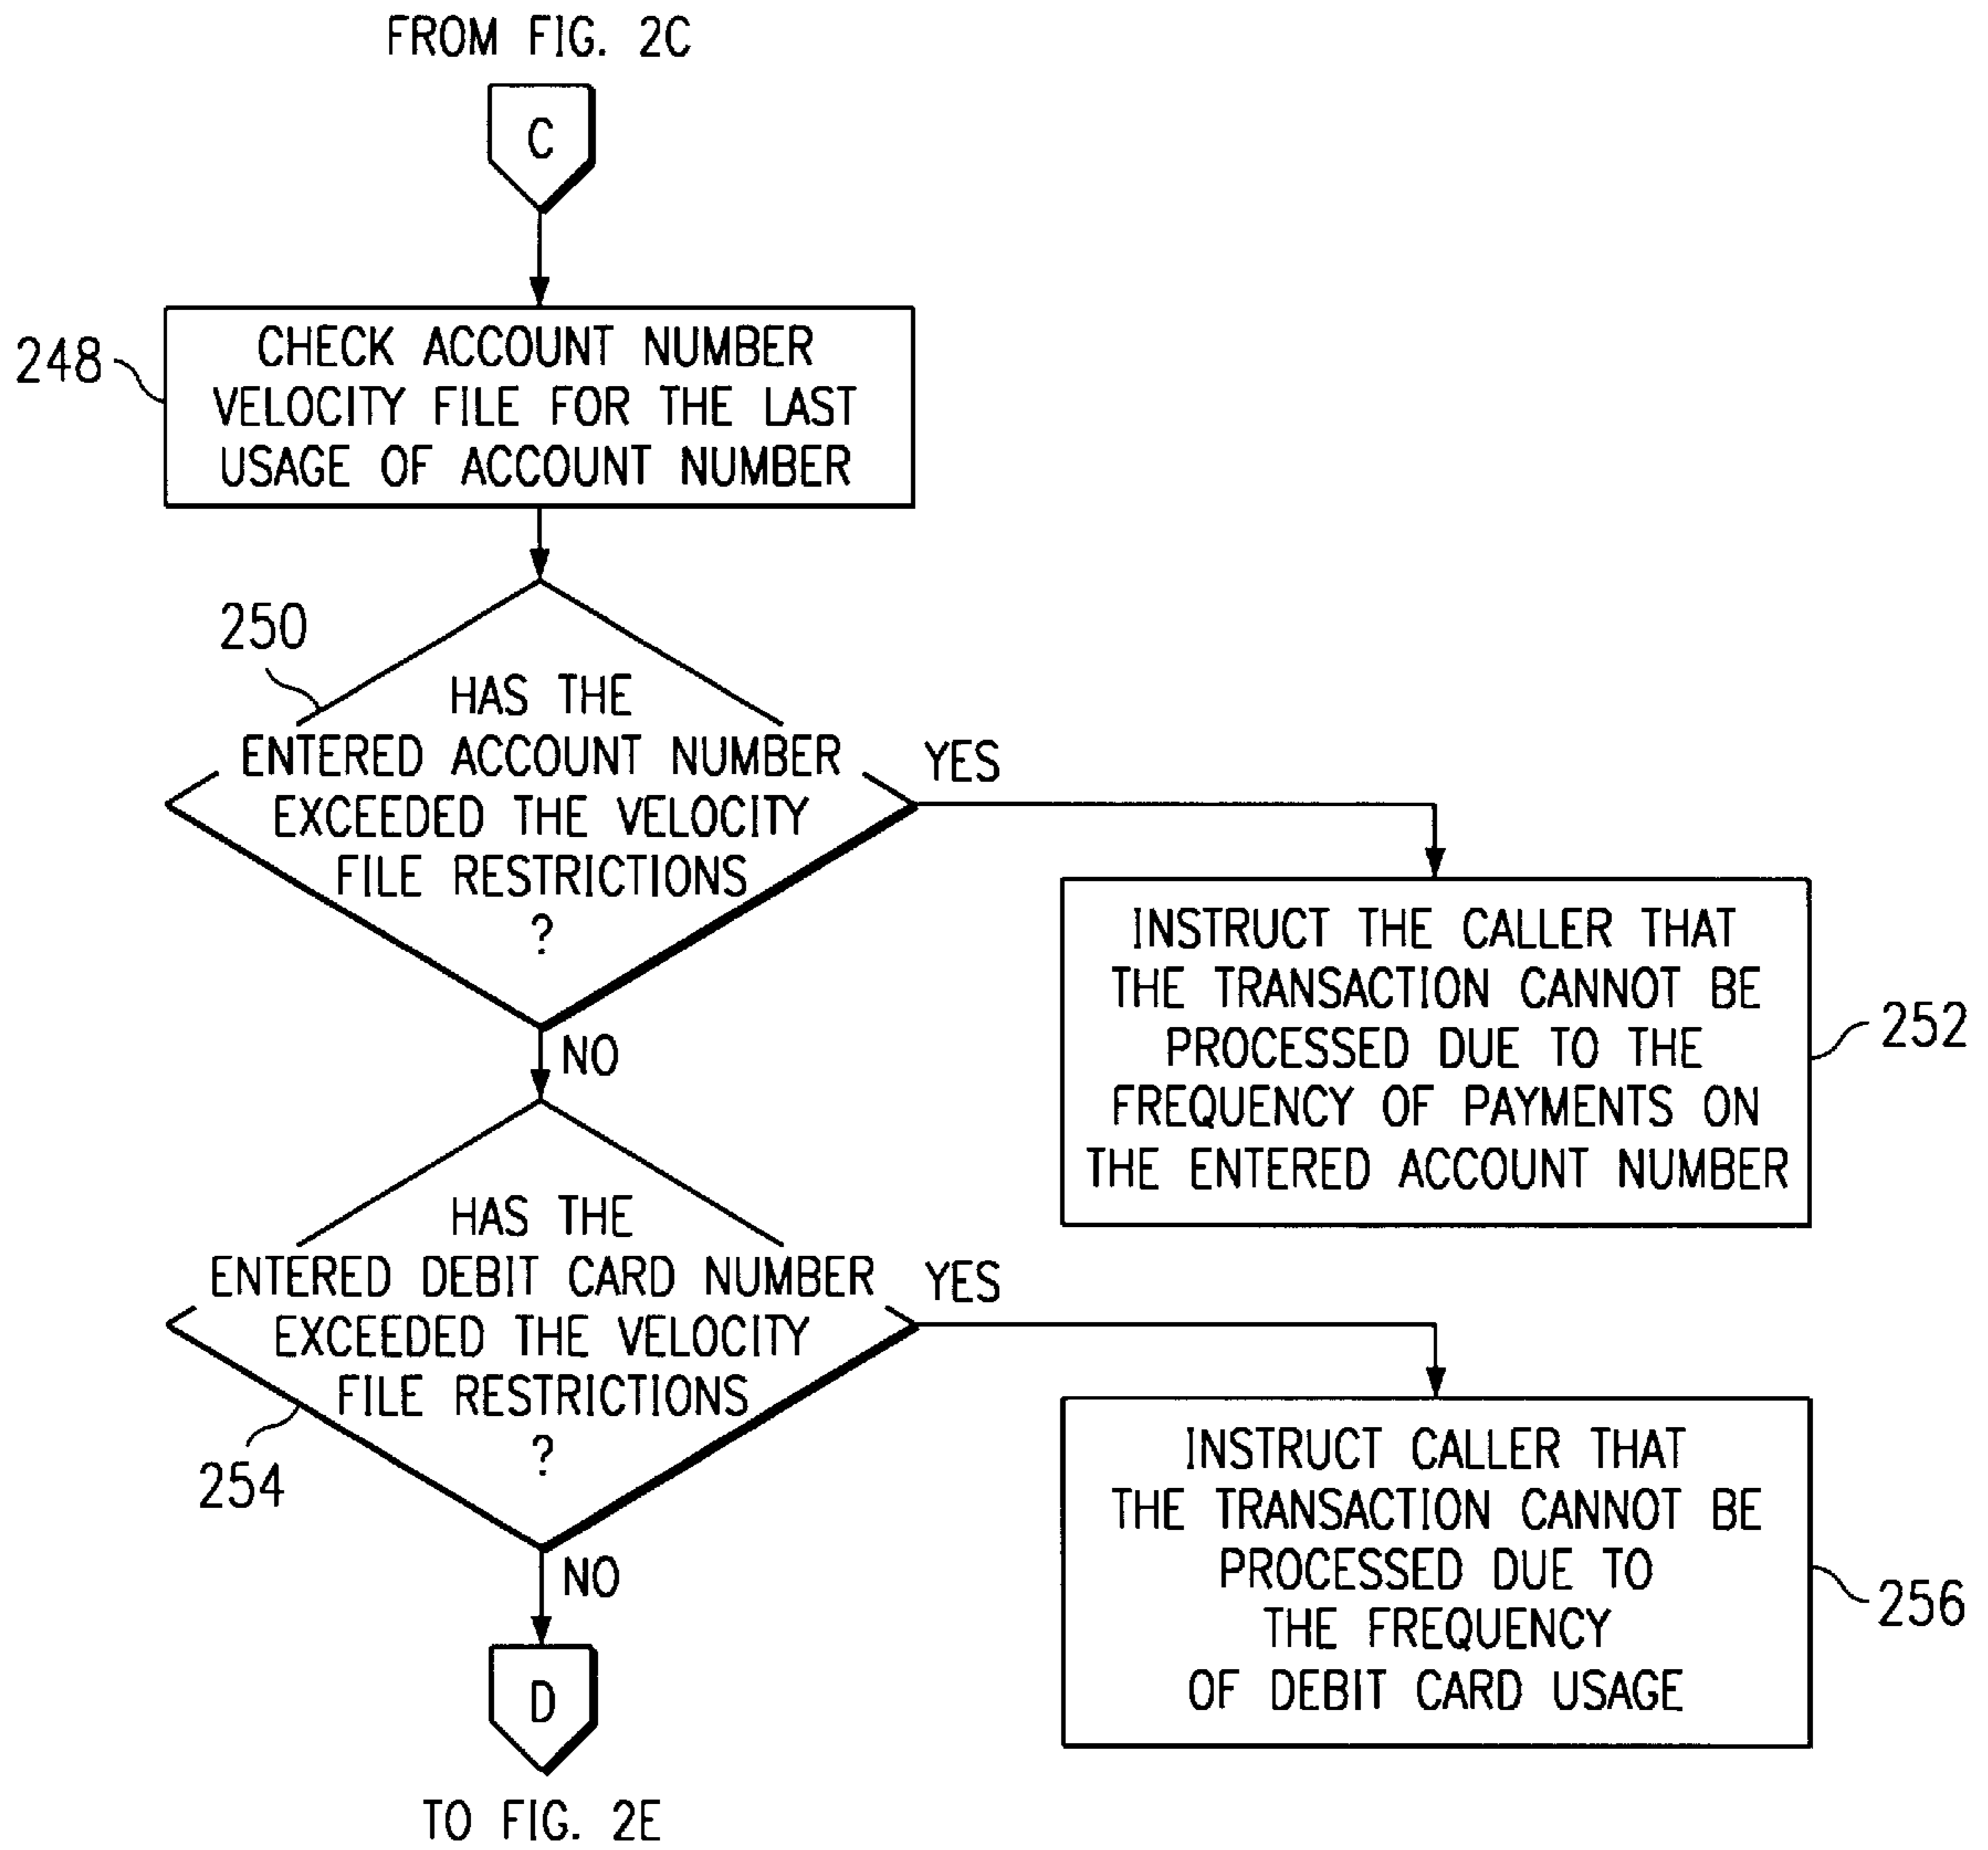 FROM FIG. 2C
C
248
CHECK ACCOUNT NUMBER
VELOCITY FILE FOR THE LAST
USAGE OF ACCOUNT NUMBER
250
HAS THE
ENTERED ACCOUNT NUMBER
EXCEEDED THE VELOCITY
FILE RESTRICTIONS
?
YES
INSTRUCT THE CALLER THAT
THE TRANSACTION CANNOT BE
PROCESSED DUE TO THE
FREQUENCY OF PAYMENTS ON
THE ENTERED ACCOUNT NUMBER
252
NO
HAS THE
ENTERED DEBIT CARD NUMBER
EXCEEDED THE VELOCITY
FILE RESTRICTIONS
?
254
YES
INSTRUCT CALLER THAT
THE TRANSACTION CANNOT BE
PROCESSED DUE TO
THE FREQUENCY
OF DEBIT CARD USAGE
256
NO
D
TO FIG. 2E